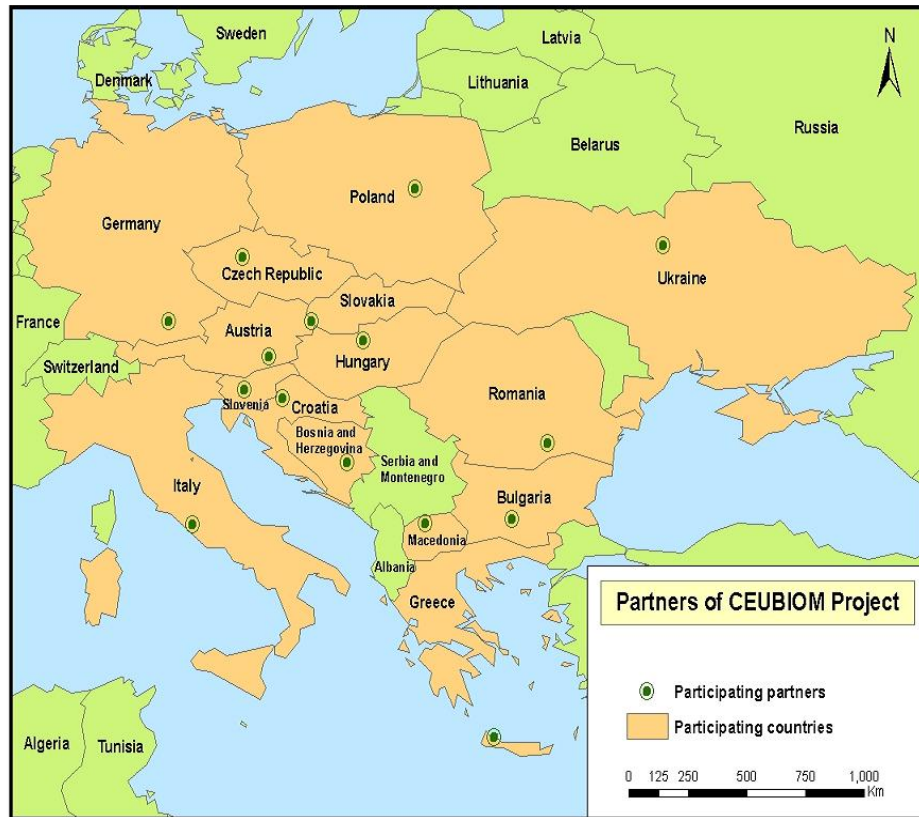 Sweden
Latvia
N
Denmark
Lithuania
Russia
Belarus
Poland
Germany
Czech Republic
Ukraine
Slovakia
France
Austria
Switzerland
Hungary
Romania
Slovenia
Croatia
Bosnia and
Herzegovina
Serbia and
Montenegro
Italy
Bulgaria
Macedonia
Albania
Greece
Partners of CEUBIOM Project
Participating partners
Participating countries
Algeria
Tunisia
0 125 250 500 750 1,000
Km